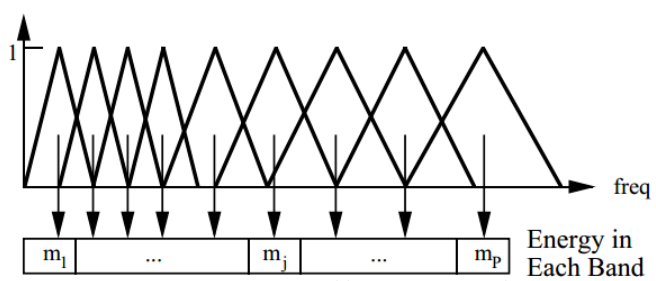 1
freq
m1 ... mj ... mP
Energy in
Each Band